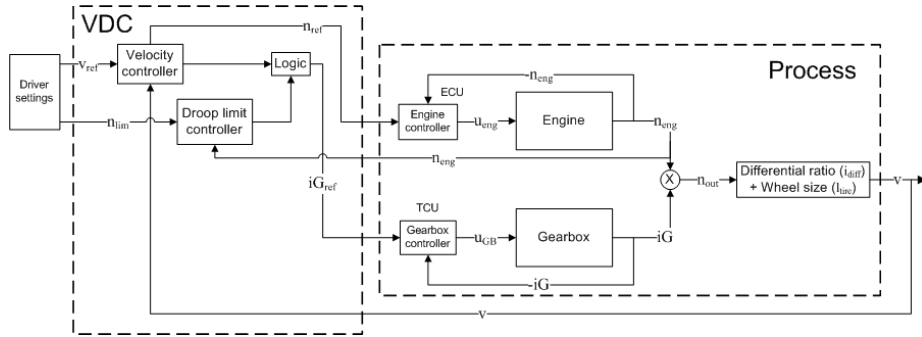 VDC
n_ref
Process
v_ref
Velocity
controller
Logic
Driver
settings
n_lim
Droop limit
controller
-n_eng
ECU
Engine
controller
u_eng
Engine
n_eng
n_eng
iG_ref
X
n_out
Differential ratio (i_diff)
+ Wheel size (l_tire)
v
TCU
Gearbox
controller
u_GB
Gearbox
iG
-iG
v